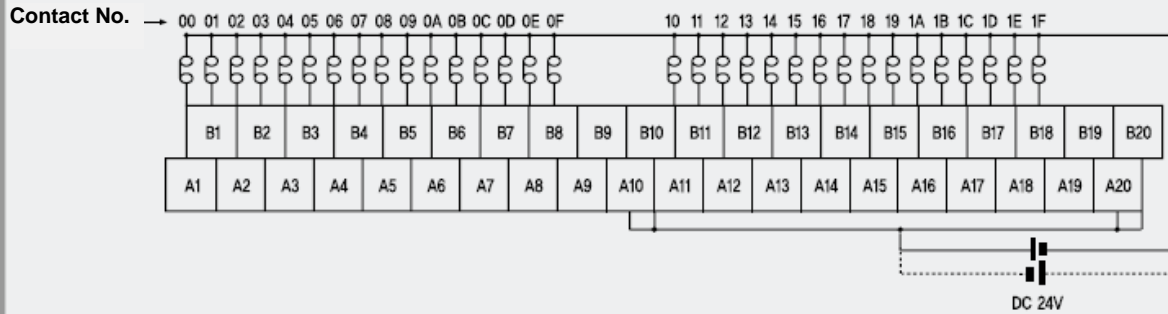 Contact No. → 00 01 02 03 04 05 06 07 08 09 0A 0B 0C 0D 0E 0F 10 11 12 13 14 15 16 17 18 19 1A 1B 1C 1D 1E 1F
B1 B2 B3 B4 B5 B6 B7 B8 B9 B10 B11 B12 B13 B14 B15 B16 B17 B18 B19 B20
A1 A2 A3 A4 A5 A6 A7 A8 A9 A10 A11 A12 A13 A14 A15 A16 A17 A18 A19 A20
DC 24V